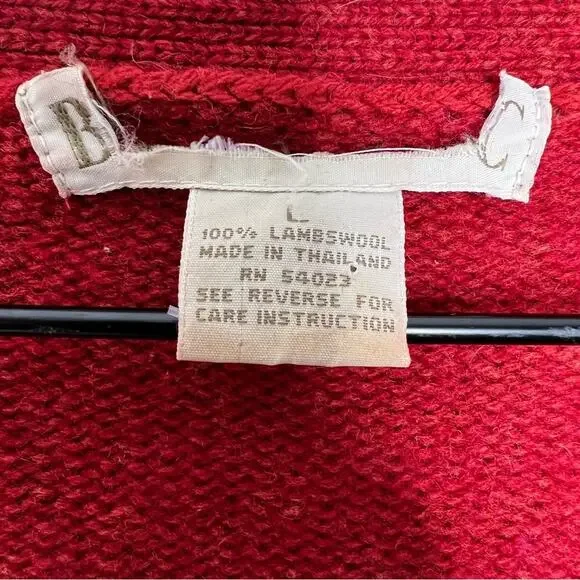 B C
L
100% LAMBSWOOL
MADE IN THAILAND
RN 54023
SEE REVERSE FOR
CARE INSTRUCTION